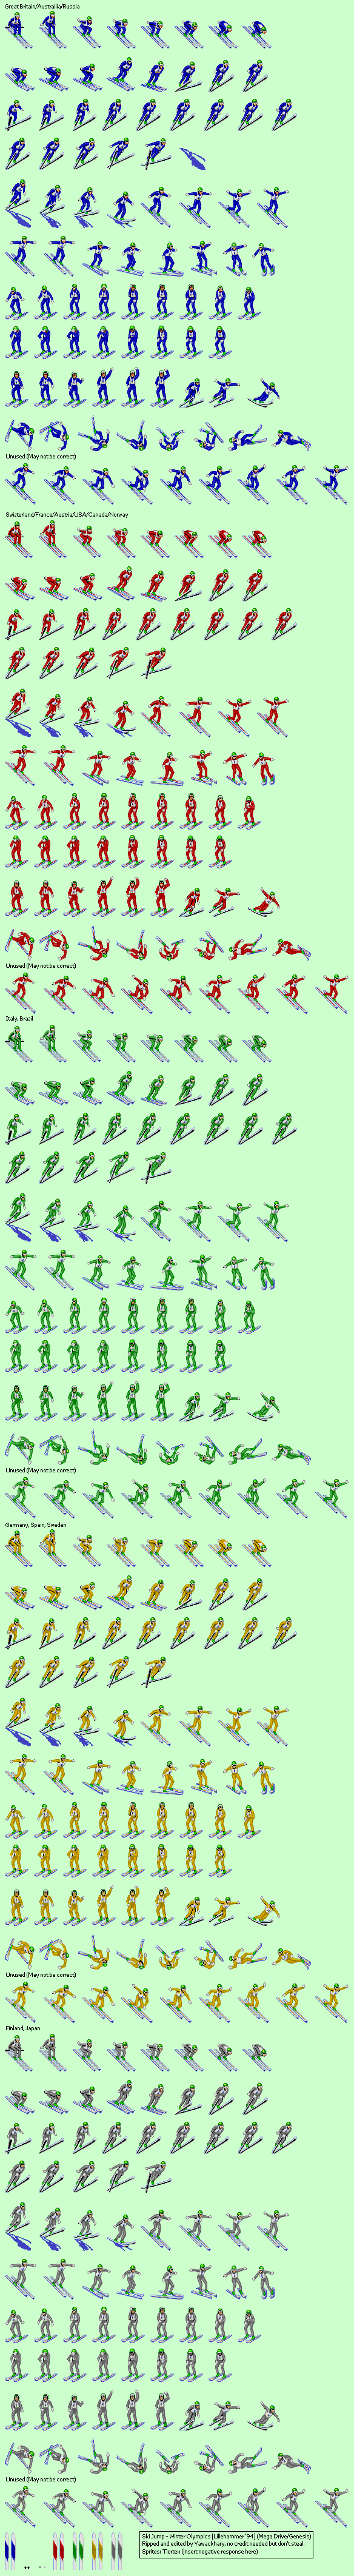 Great Britain/Austrailia/Russia
Unused (May not be correct)
Svizterland/France/Austria/USA/Canada/Norway
Unused (May not be correct)
Italy, Brazil
Unused (May not be correct)
Germany, Spain, Sweden
Unused (May not be correct)
Finland, Japan
Unused (May not be correct)
Ski Jump - Winter Olympics [Lillehammer '94] (Mega Drive/Genesis)
Ripped and edited by Yawackhary, no credit needed but don't steal.
Sprites: Tiertex (insert negative response here)